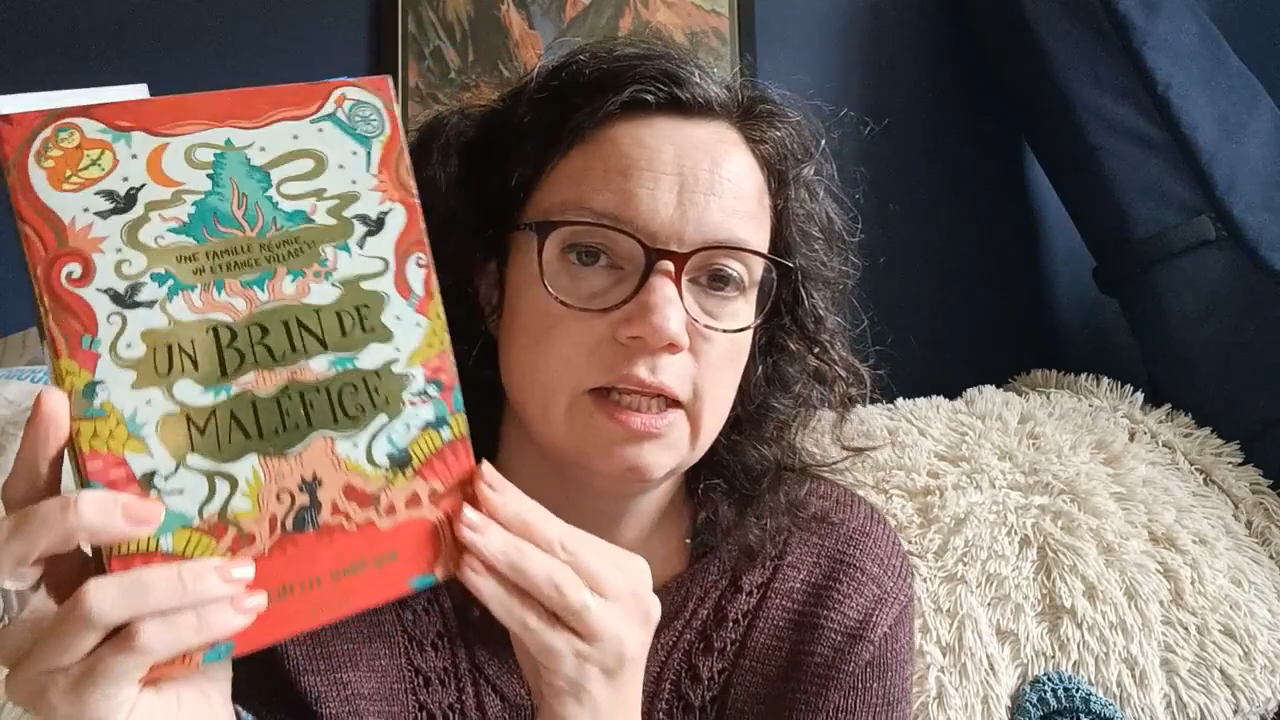 UNE FAMILLE RÉUNIE,
UN ÉTRANGE VILLAGE...
UN BRIN DE
MALÉFICE